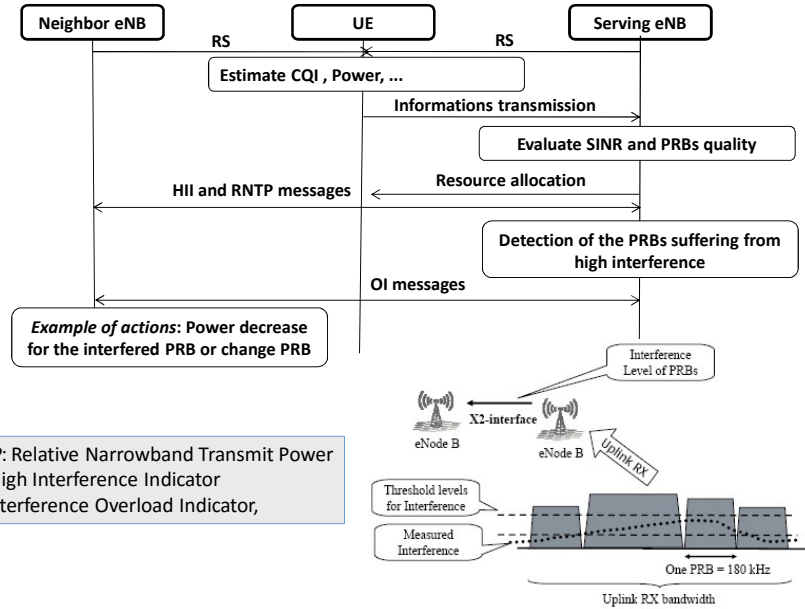 Neighbor eNB
UE
Serving eNB
RS
RS
Estimate CQI , Power, ...
Informations transmission
Evaluate SINR and PRBs quality
Resource allocation
HII and RNTP messages
Detection of the PRBs suffering from
high interference
OI messages
Example of actions: Power decrease
for the interfered PRB or change PRB
Interference
Level of PRBs
X2-interface
eNode B
eNode B
Uplink RX
: Relative Narrowband Transmit Power
igh Interference Indicator
terference Overload Indicator,
Threshold levels
for Interference
Measured
Interference
One PRB = 180 kHz
Uplink RX bandwidth